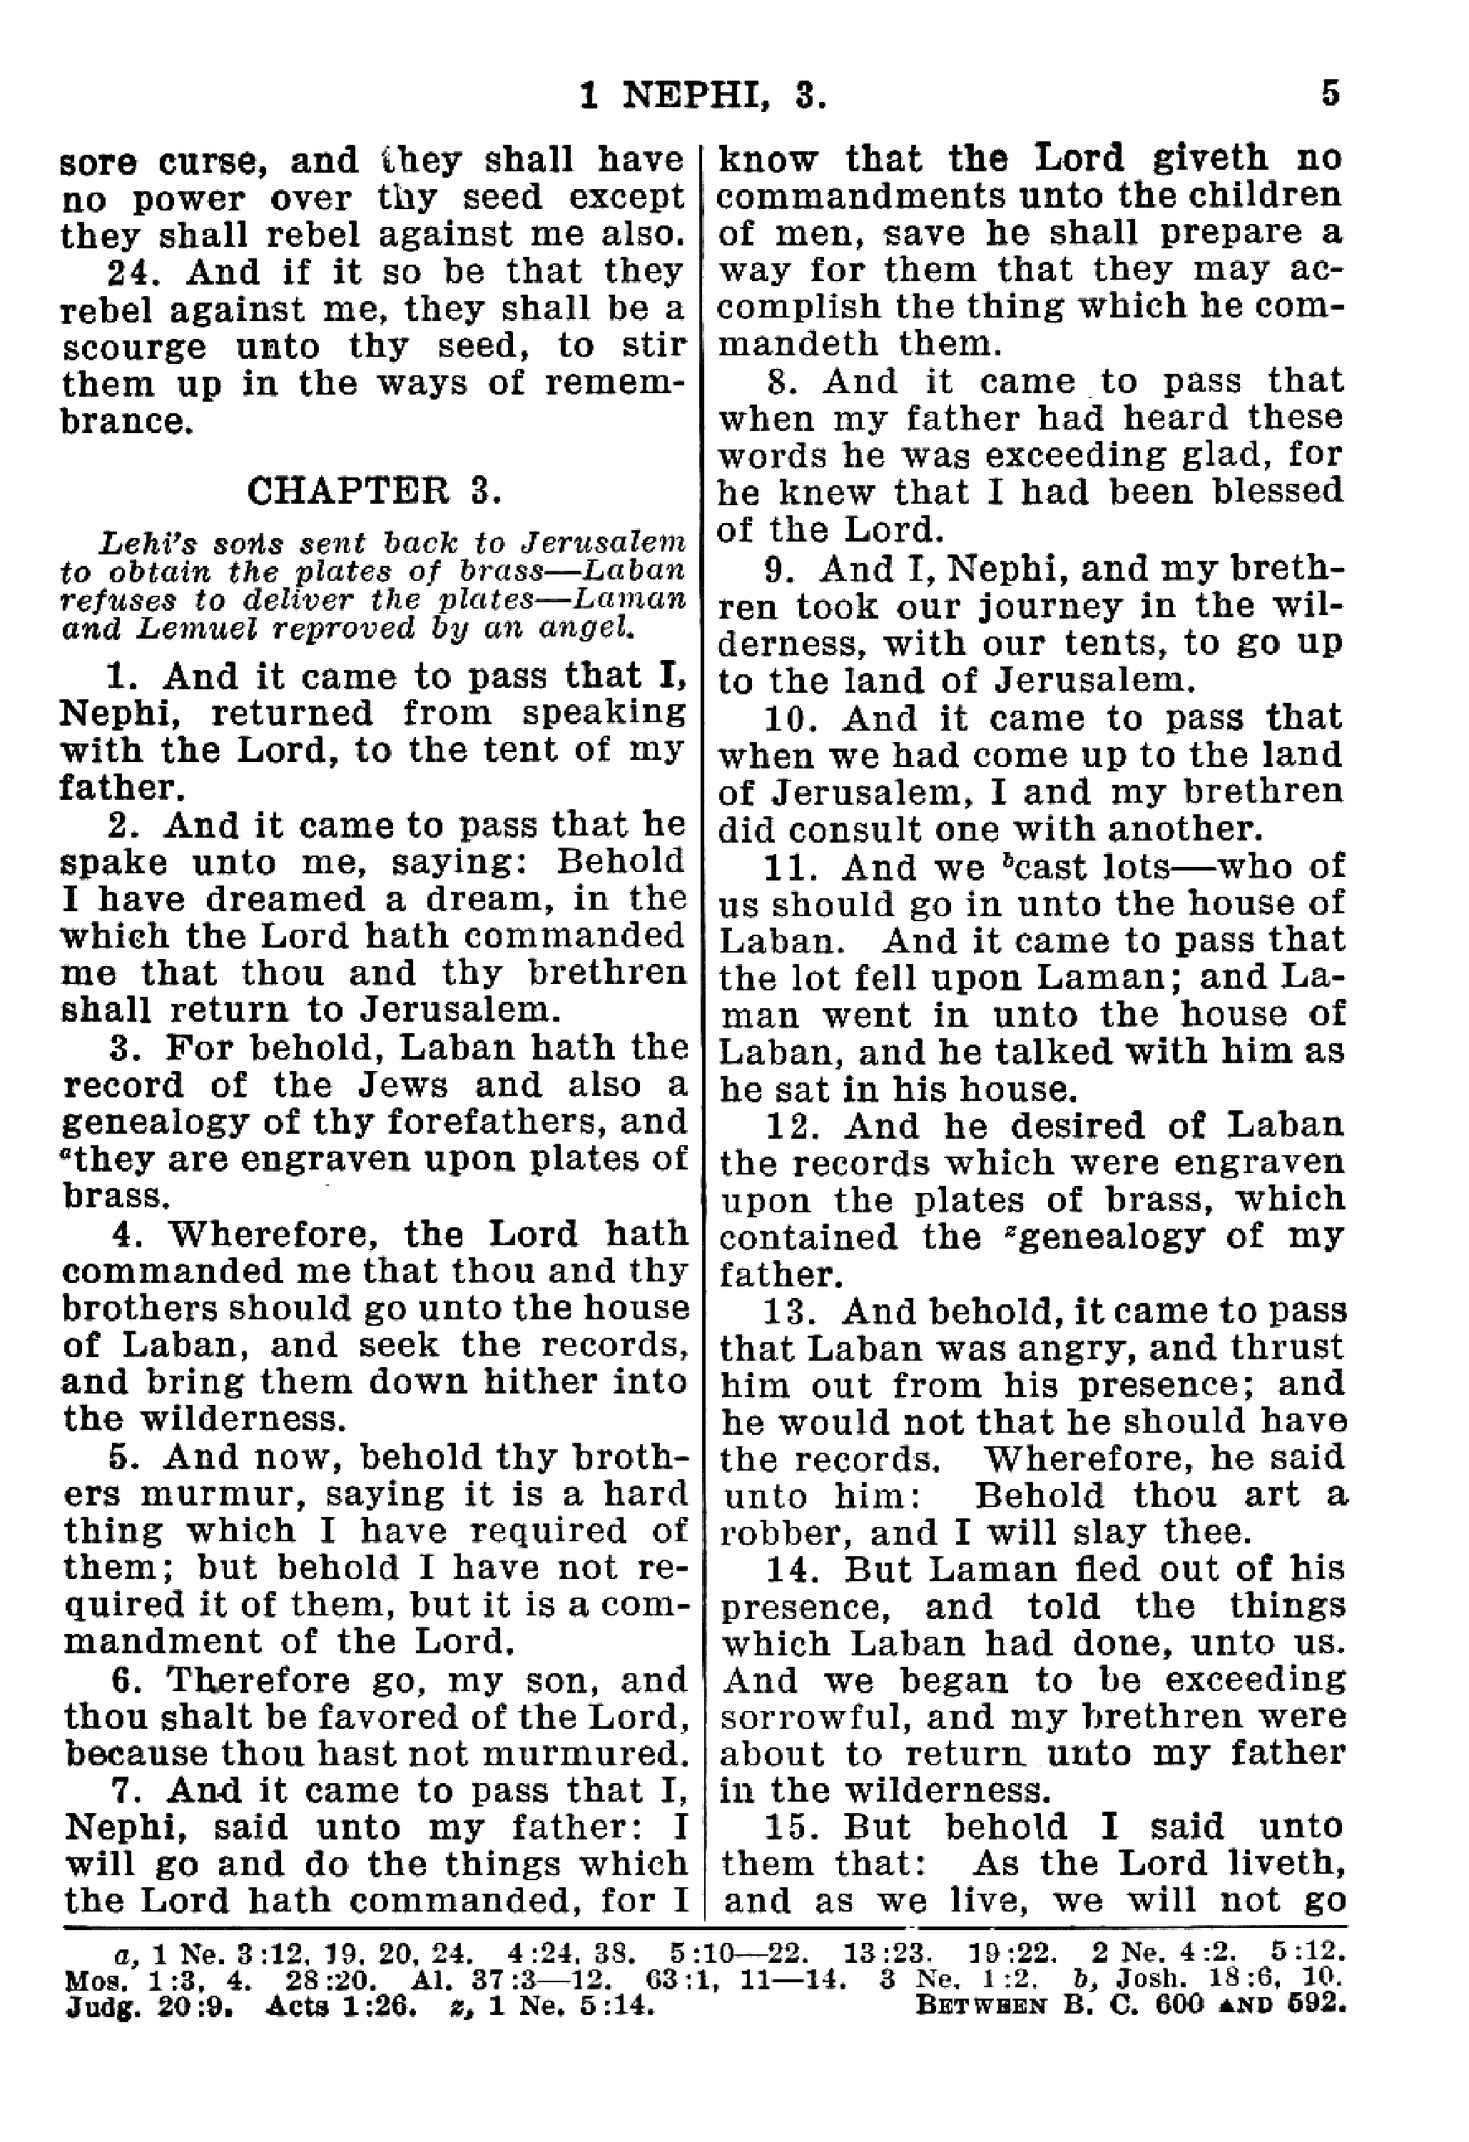 1 NEPHI, 3.
5
sore curse, and they shall have
no power over thy seed except
they shall rebel against me also.
24. And if it so be that they
rebel against me, they shall be a
scourge unto thy seed, to stir
them up in the ways of remem-
brance.
CHAPTER 3.
Lehi's sons sent back to Jerusalem
to obtain the plates of brass—Laban
refuses to deliver the plates—Laman
and Lemuel reproved by an angel.
1. And it came to pass that I,
Nephi, returned from speaking
with the Lord, to the tent of my
father.
2. And it came to pass that he
spake unto me, saying: Behold
I have dreamed a dream, in the
which the Lord hath commanded
me that thou and thy brethren
shall return to Jerusalem.
3. For behold, Laban hath the
record of the Jews and also a
genealogy of thy forefathers, and
ᵃthey are engraven upon plates of
brass.
4. Wherefore, the Lord hath
commanded me that thou and thy
brothers should go unto the house
of Laban, and seek the records,
and bring them down hither into
the wilderness.
5. And now, behold thy broth-
ers murmur, saying it is a hard
thing which I have required of
them; but behold I have not re-
quired it of them, but it is a com-
mandment of the Lord.
6. Therefore go, my son, and
thou shalt be favored of the Lord,
because thou hast not murmured.
7. And it came to pass that I,
Nephi, said unto my father: I
will go and do the things which
the Lord hath commanded, for I
know that the Lord giveth no
commandments unto the children
of men, save he shall prepare a
way for them that they may ac-
complish the thing which he com-
mandeth them.
8. And it came to pass that
when my father had heard these
words he was exceeding glad, for
he knew that I had been blessed
of the Lord.
9. And I, Nephi, and my breth-
ren took our journey in the wil-
derness, with our tents, to go up
to the land of Jerusalem.
10. And it came to pass that
when we had come up to the land
of Jerusalem, I and my brethren
did consult one with another.
11. And we ᵇcast lots—who of
us should go in unto the house of
Laban. And it came to pass that
the lot fell upon Laman; and La-
man went in unto the house of
Laban, and he talked with him as
he sat in his house.
12. And he desired of Laban
the records which were engraven
upon the plates of brass, which
contained the ᶻgenealogy of my
father.
13. And behold, it came to pass
that Laban was angry, and thrust
him out from his presence; and
he would not that he should have
the records. Wherefore, he said
unto him: Behold thou art a
robber, and I will slay thee.
14. But Laman fled out of his
presence, and told the things
which Laban had done, unto us.
And we began to be exceeding
sorrowful, and my brethren were
about to return unto my father
in the wilderness.
15. But behold I said unto
them that: As the Lord liveth,
and as we live, we will not go
a, 1 Ne. 3:12, 19, 20, 24. 4:24, 38. 5:10—22. 13:23. 19:22. 2 Ne. 4:2. 5:12.
Mos. 1:3, 4. 28:20. Al. 37:3—12. 63:1, 11—14. 3 Ne. 1:2. b, Josh. 18:6, 10.
Judg. 20:9. Acts 1:26. z, 1 Ne. 5:14. BETWEEN B. C. 600 AND 592.